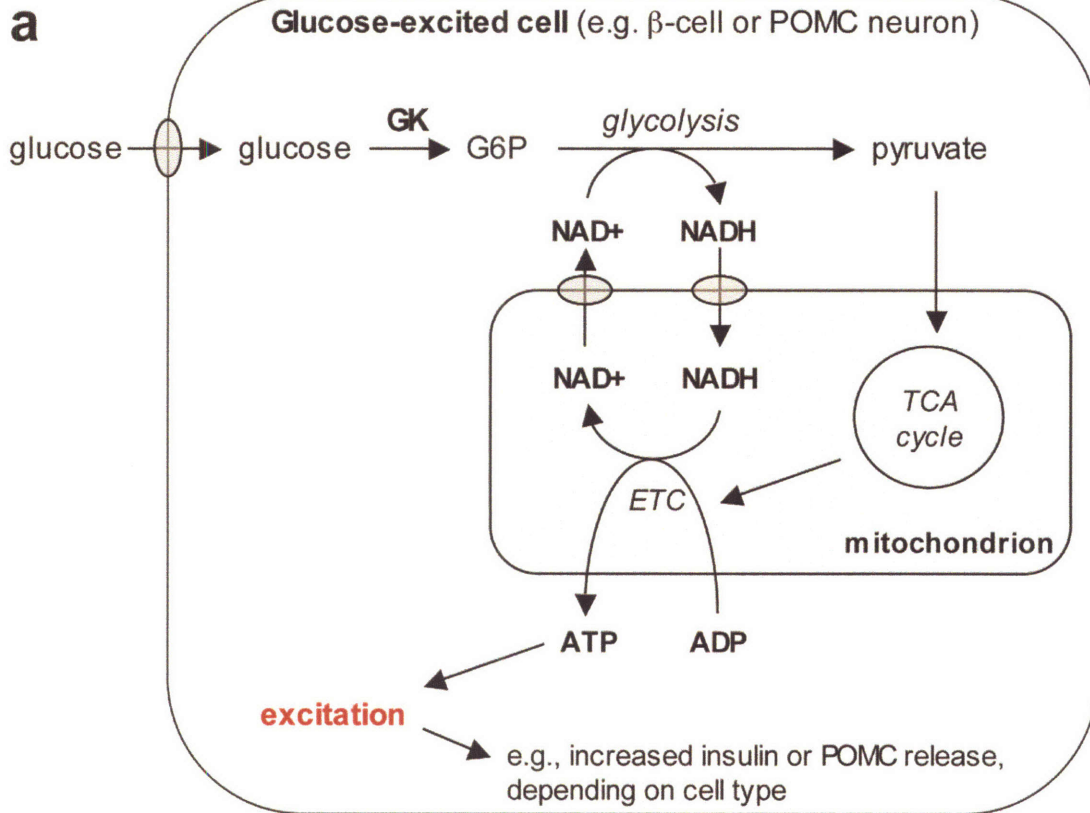 a
Glucose-excited cell (e.g. β-cell or POMC neuron)
glucose
glucose
GK
G6P
glycolysis
pyruvate
NAD+
NADH
NAD+
NADH
TCA
cycle
ETC
mitochondrion
ATP
ADP
excitation
e.g., increased insulin or POMC release,
depending on cell type